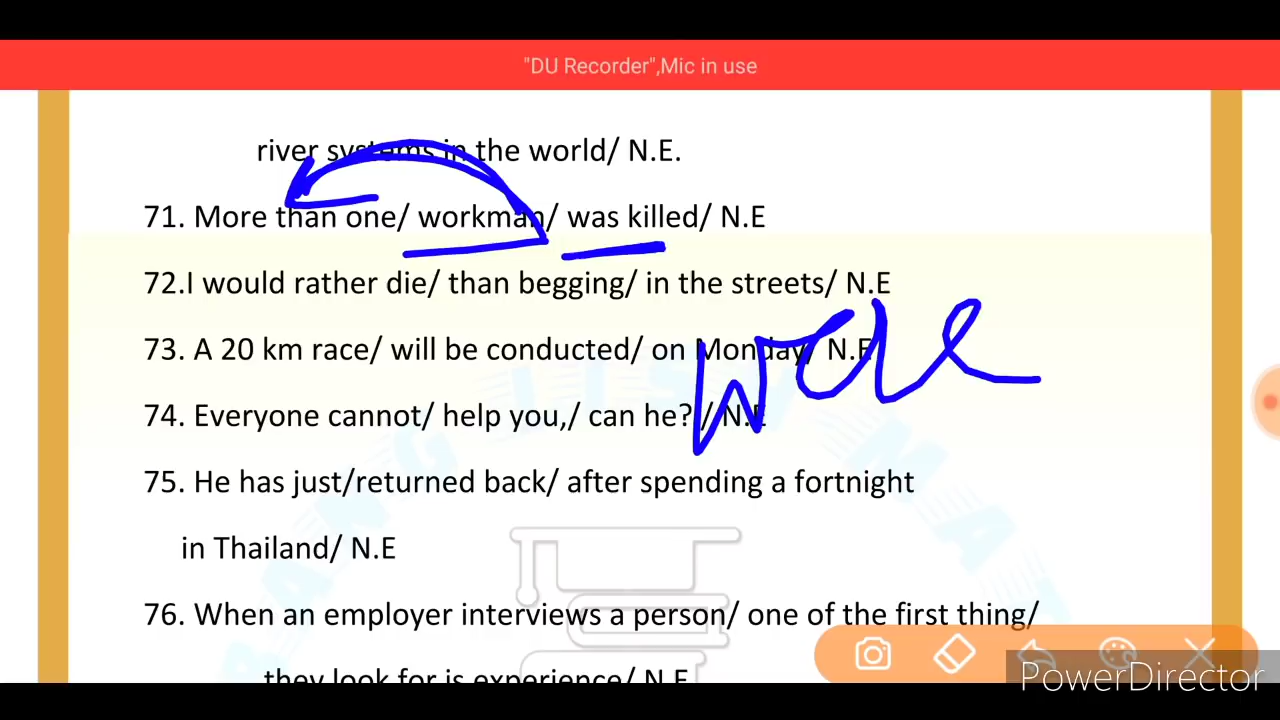 "DU Recorder",Mic in use
river systems in the world/ N.E.
71. More than one/ workman/ was killed/ N.E
72.I would rather die/ than begging/ in the streets/ N.E
73. A 20 km race/ will be conducted/ on Monday/ N.E
were
74. Everyone cannot/ help you,/ can he? / N.E
75. He has just/returned back/ after spending a fortnight
in Thailand/ N.E
76. When an employer interviews a person/ one of the first thing/
they look for is experience/ N.E
PowerDirector